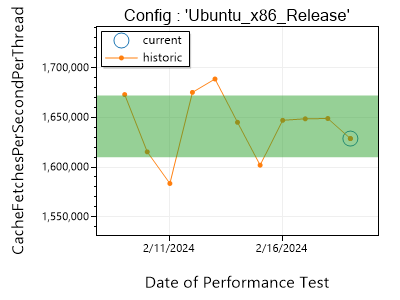 Config : 'Ubuntu_x86_Release'
current
historic
CacheFetchesPerSecondPerThread
1,700,000
1,650,000
1,600,000
1,550,000
2/11/2024
2/16/2024
Date of Performance Test